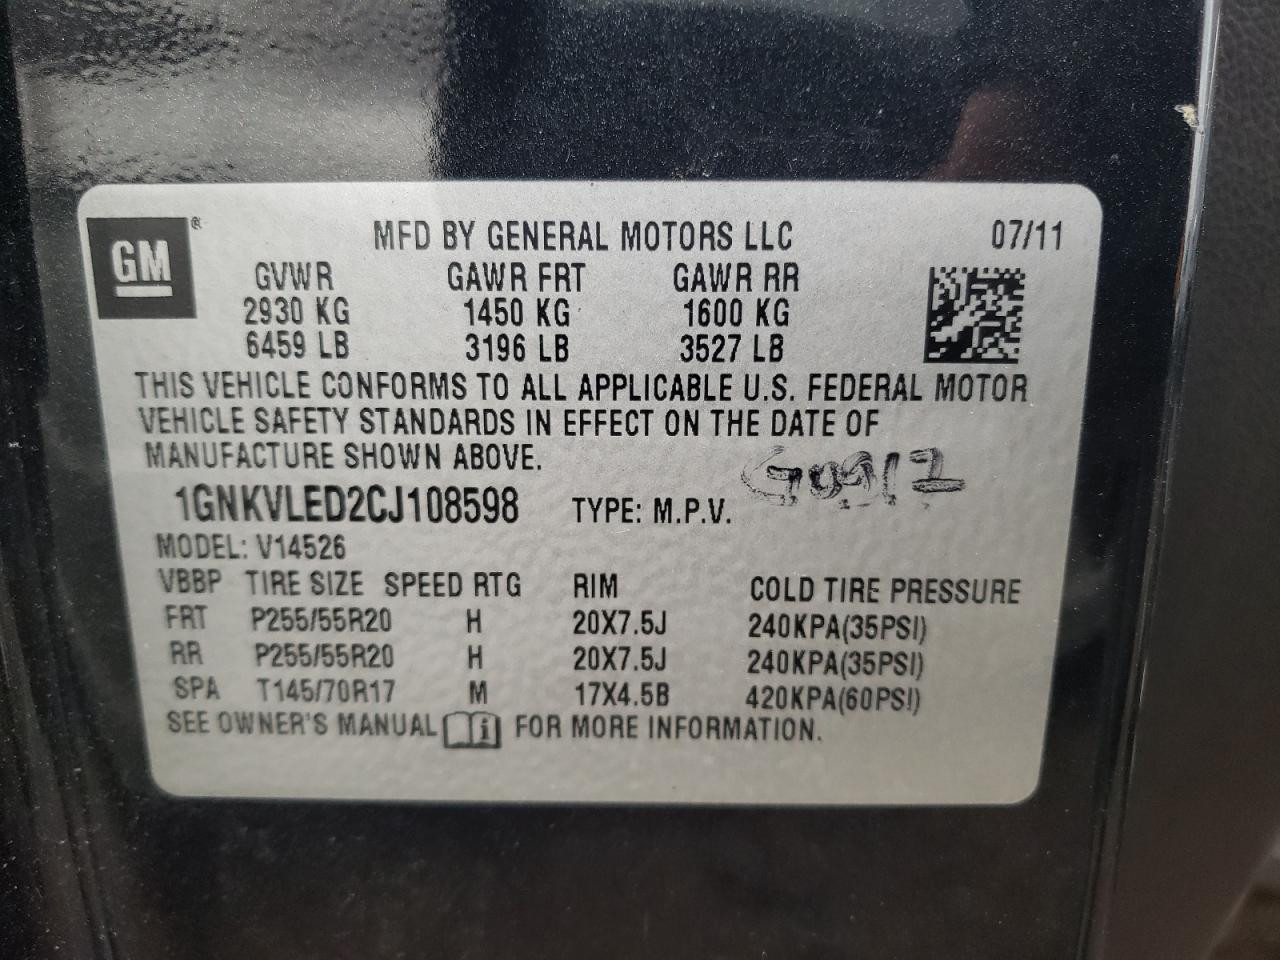 GM®
MFD BY GENERAL MOTORS LLC 07/11
GVWR GAWR FRT GAWR RR
2930 KG 1450 KG 1600 KG
6459 LB 3196 LB 3527 LB
THIS VEHICLE CONFORMS TO ALL APPLICABLE U.S. FEDERAL MOTOR
VEHICLE SAFETY STANDARDS IN EFFECT ON THE DATE OF
MANUFACTURE SHOWN ABOVE.
1GNKVLED2CJ108598 TYPE: M.P.V.
MODEL: V14526
VBBP TIRE SIZE SPEED RTG RIM COLD TIRE PRESSURE
FRT P255/55R20 H 20X7.5J 240KPA(35PSI)
RR P255/55R20 H 20X7.5J 240KPA(35PSI)
SPA T145/70R17 M 17X4.5B 420KPA(60PSI)
SEE OWNER'S MANUAL FOR MORE INFORMATION.